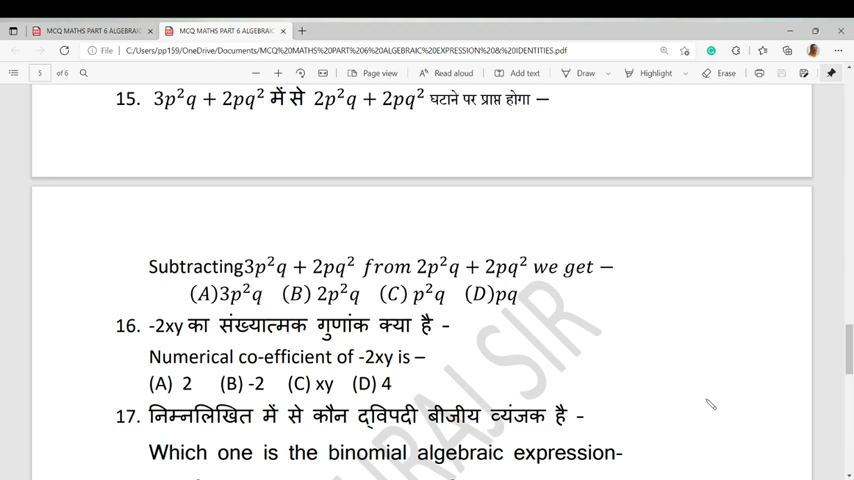 MCQ MATHS PART 6 ALGEBRAIC
MCQ MATHS PART 6 ALGEBRAIC
File
C:/Users/pp159/OneDrive/Documents/MCQ%20MATHS%20PART%206%20ALGEBRAIC%20EXPRESSION%20&%20IDENTITIES.pdf
5 of 6
Page view
Read aloud
Add text
Draw
Highlight
Erase
15. 3p²q + 2pq² में से 2p²q + 2pq² घटाने पर प्राप्त होगा –
Subtracting3p²q + 2pq² from 2p²q + 2pq² we get –
(A)3p²q (B) 2p²q (C) p²q (D)pq
16. -2xy का संख्यात्मक गुणांक क्या है -
Numerical co-efficient of -2xy is –
(A) 2 (B) -2 (C) xy (D) 4
17. निम्नलिखित में से कौन द्विपदी बीजीय व्यंजक है -
Which one is the binomial algebraic expression-
URAJ SIR